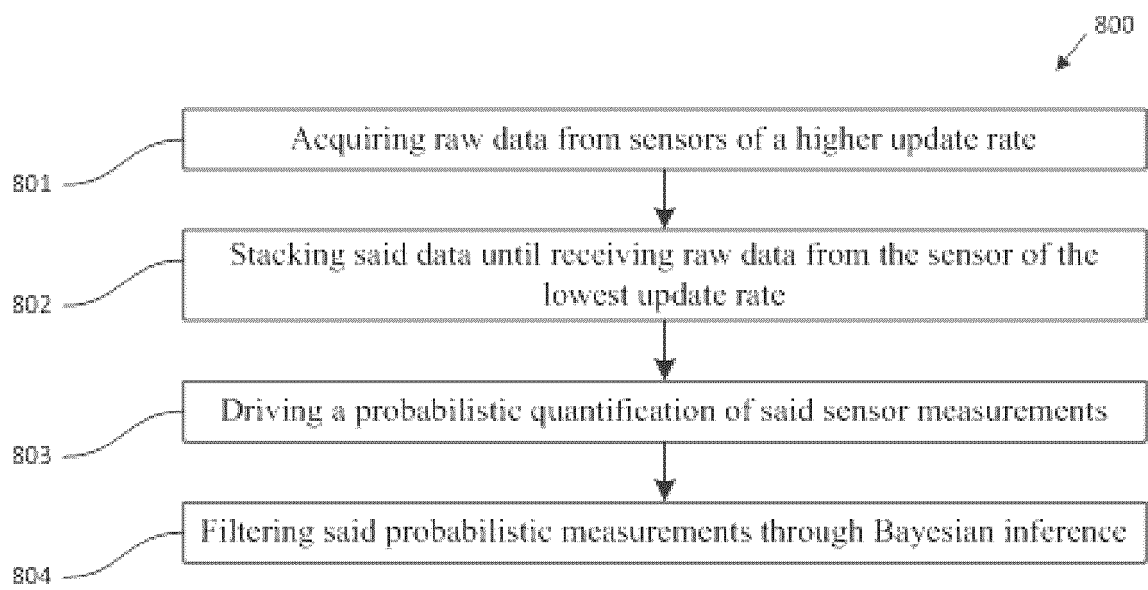 800
Acquiring raw data from sensors of a higher update rate
801
Stacking said data until receiving raw data from the sensor of the
lowest update rate
802
Driving a probabilistic quantification of said sensor measurements
803
Filtering said probabilistic measurements through Bayesian inference
804